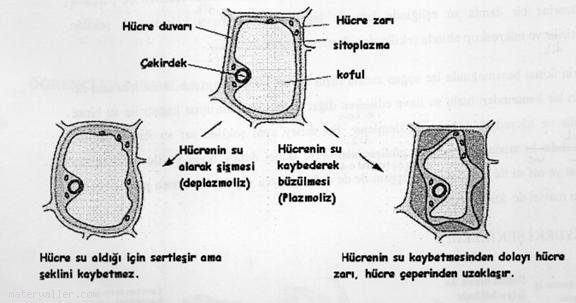 Hücre duvarı
Hücre zarı
sitoplazma
Çekirdek
koful
Hücrenin su
alarak şişmesi
(deplazmoliz)
Hücrenin su
kaybederek
büzülmesi
(Plazmoliz)
Hücre su aldığı için sertleşir ama
şeklini kaybetmez.
Hücrenin su kaybetmesinden dolayı hücre
zarı, hücre çeperinden uzaklaşır.
materyaller.com